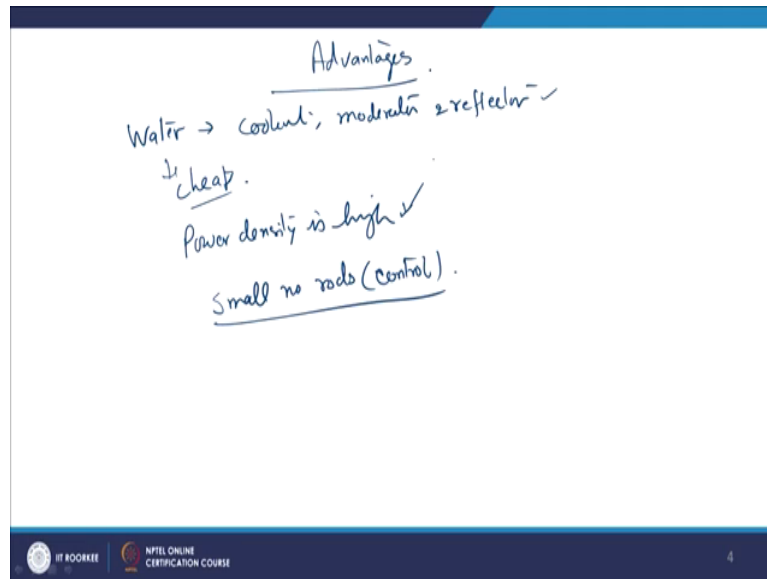 Advantages.
Water → Coolent, moderator & reflector ✓
↓ cheap.
Power density is high ✓
Small no rods (control).
IIT ROORKEE
NPTEL ONLINE
CERTIFICATION COURSE
4